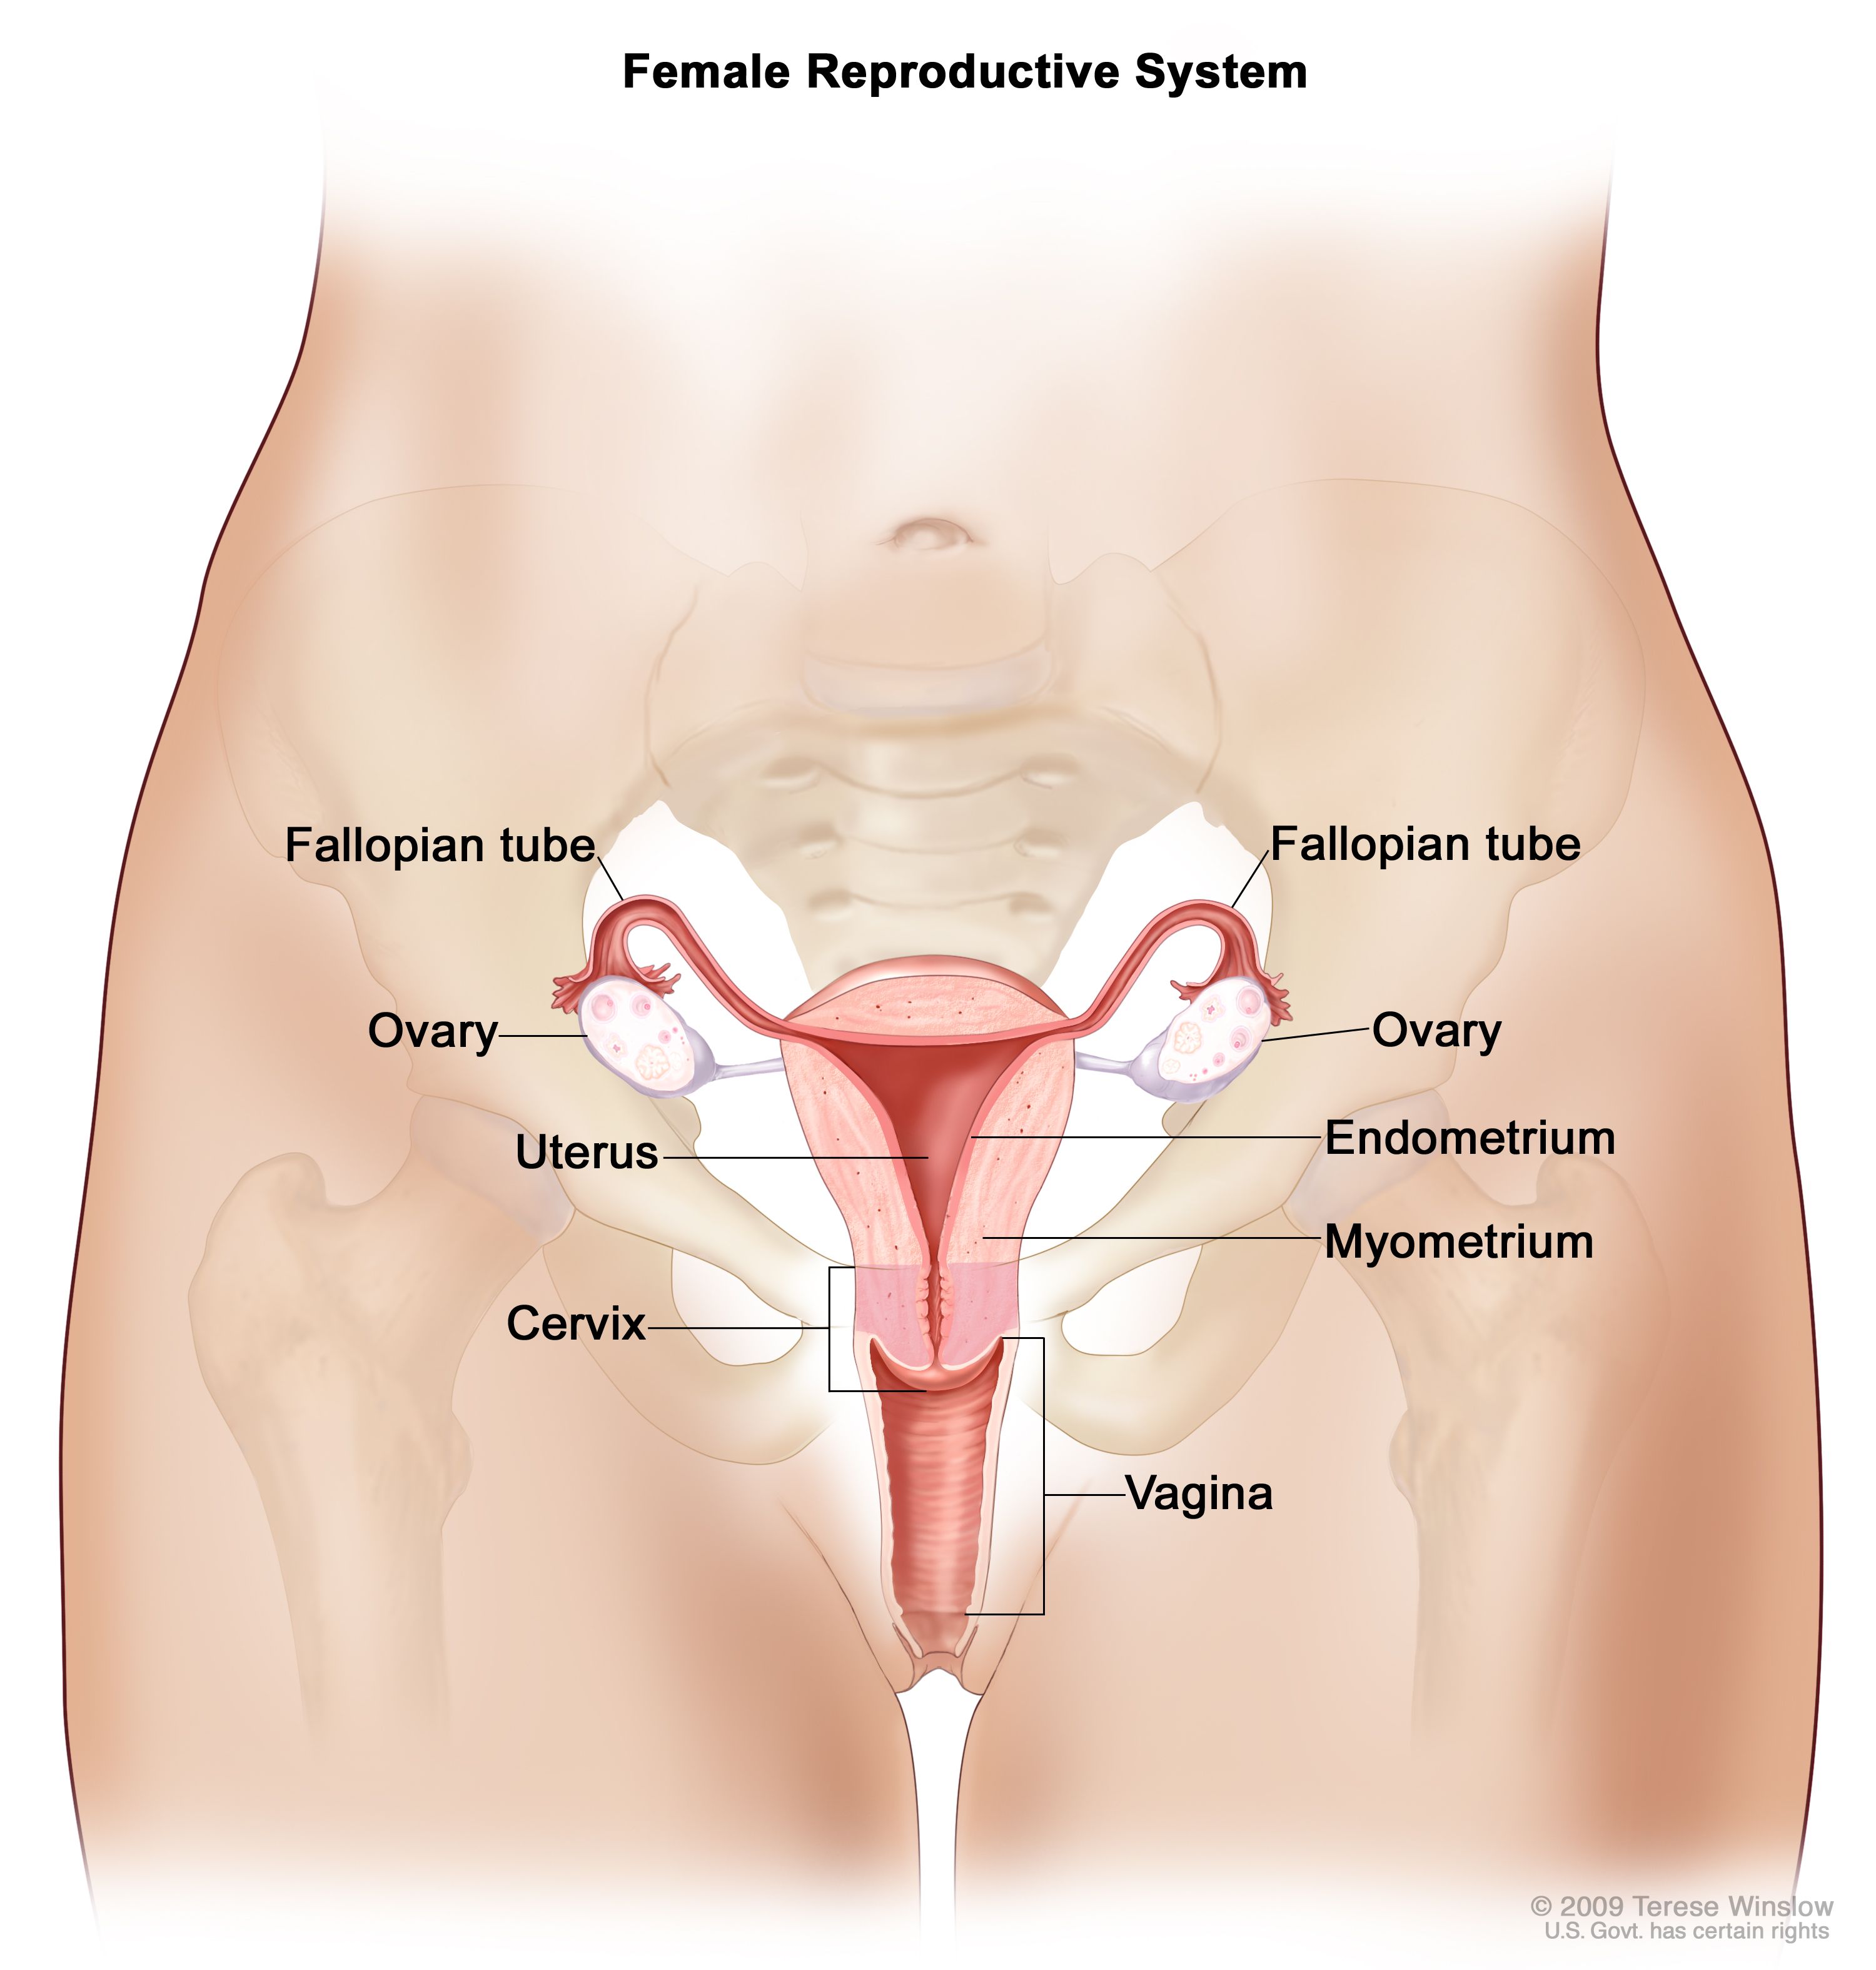 Female Reproductive System
Fallopian tube
Fallopian tube
Ovary
Ovary
Uterus
Endometrium
Myometrium
Cervix
Vagina
© 2009 Terese Winslow
U.S. Govt. has certain rights